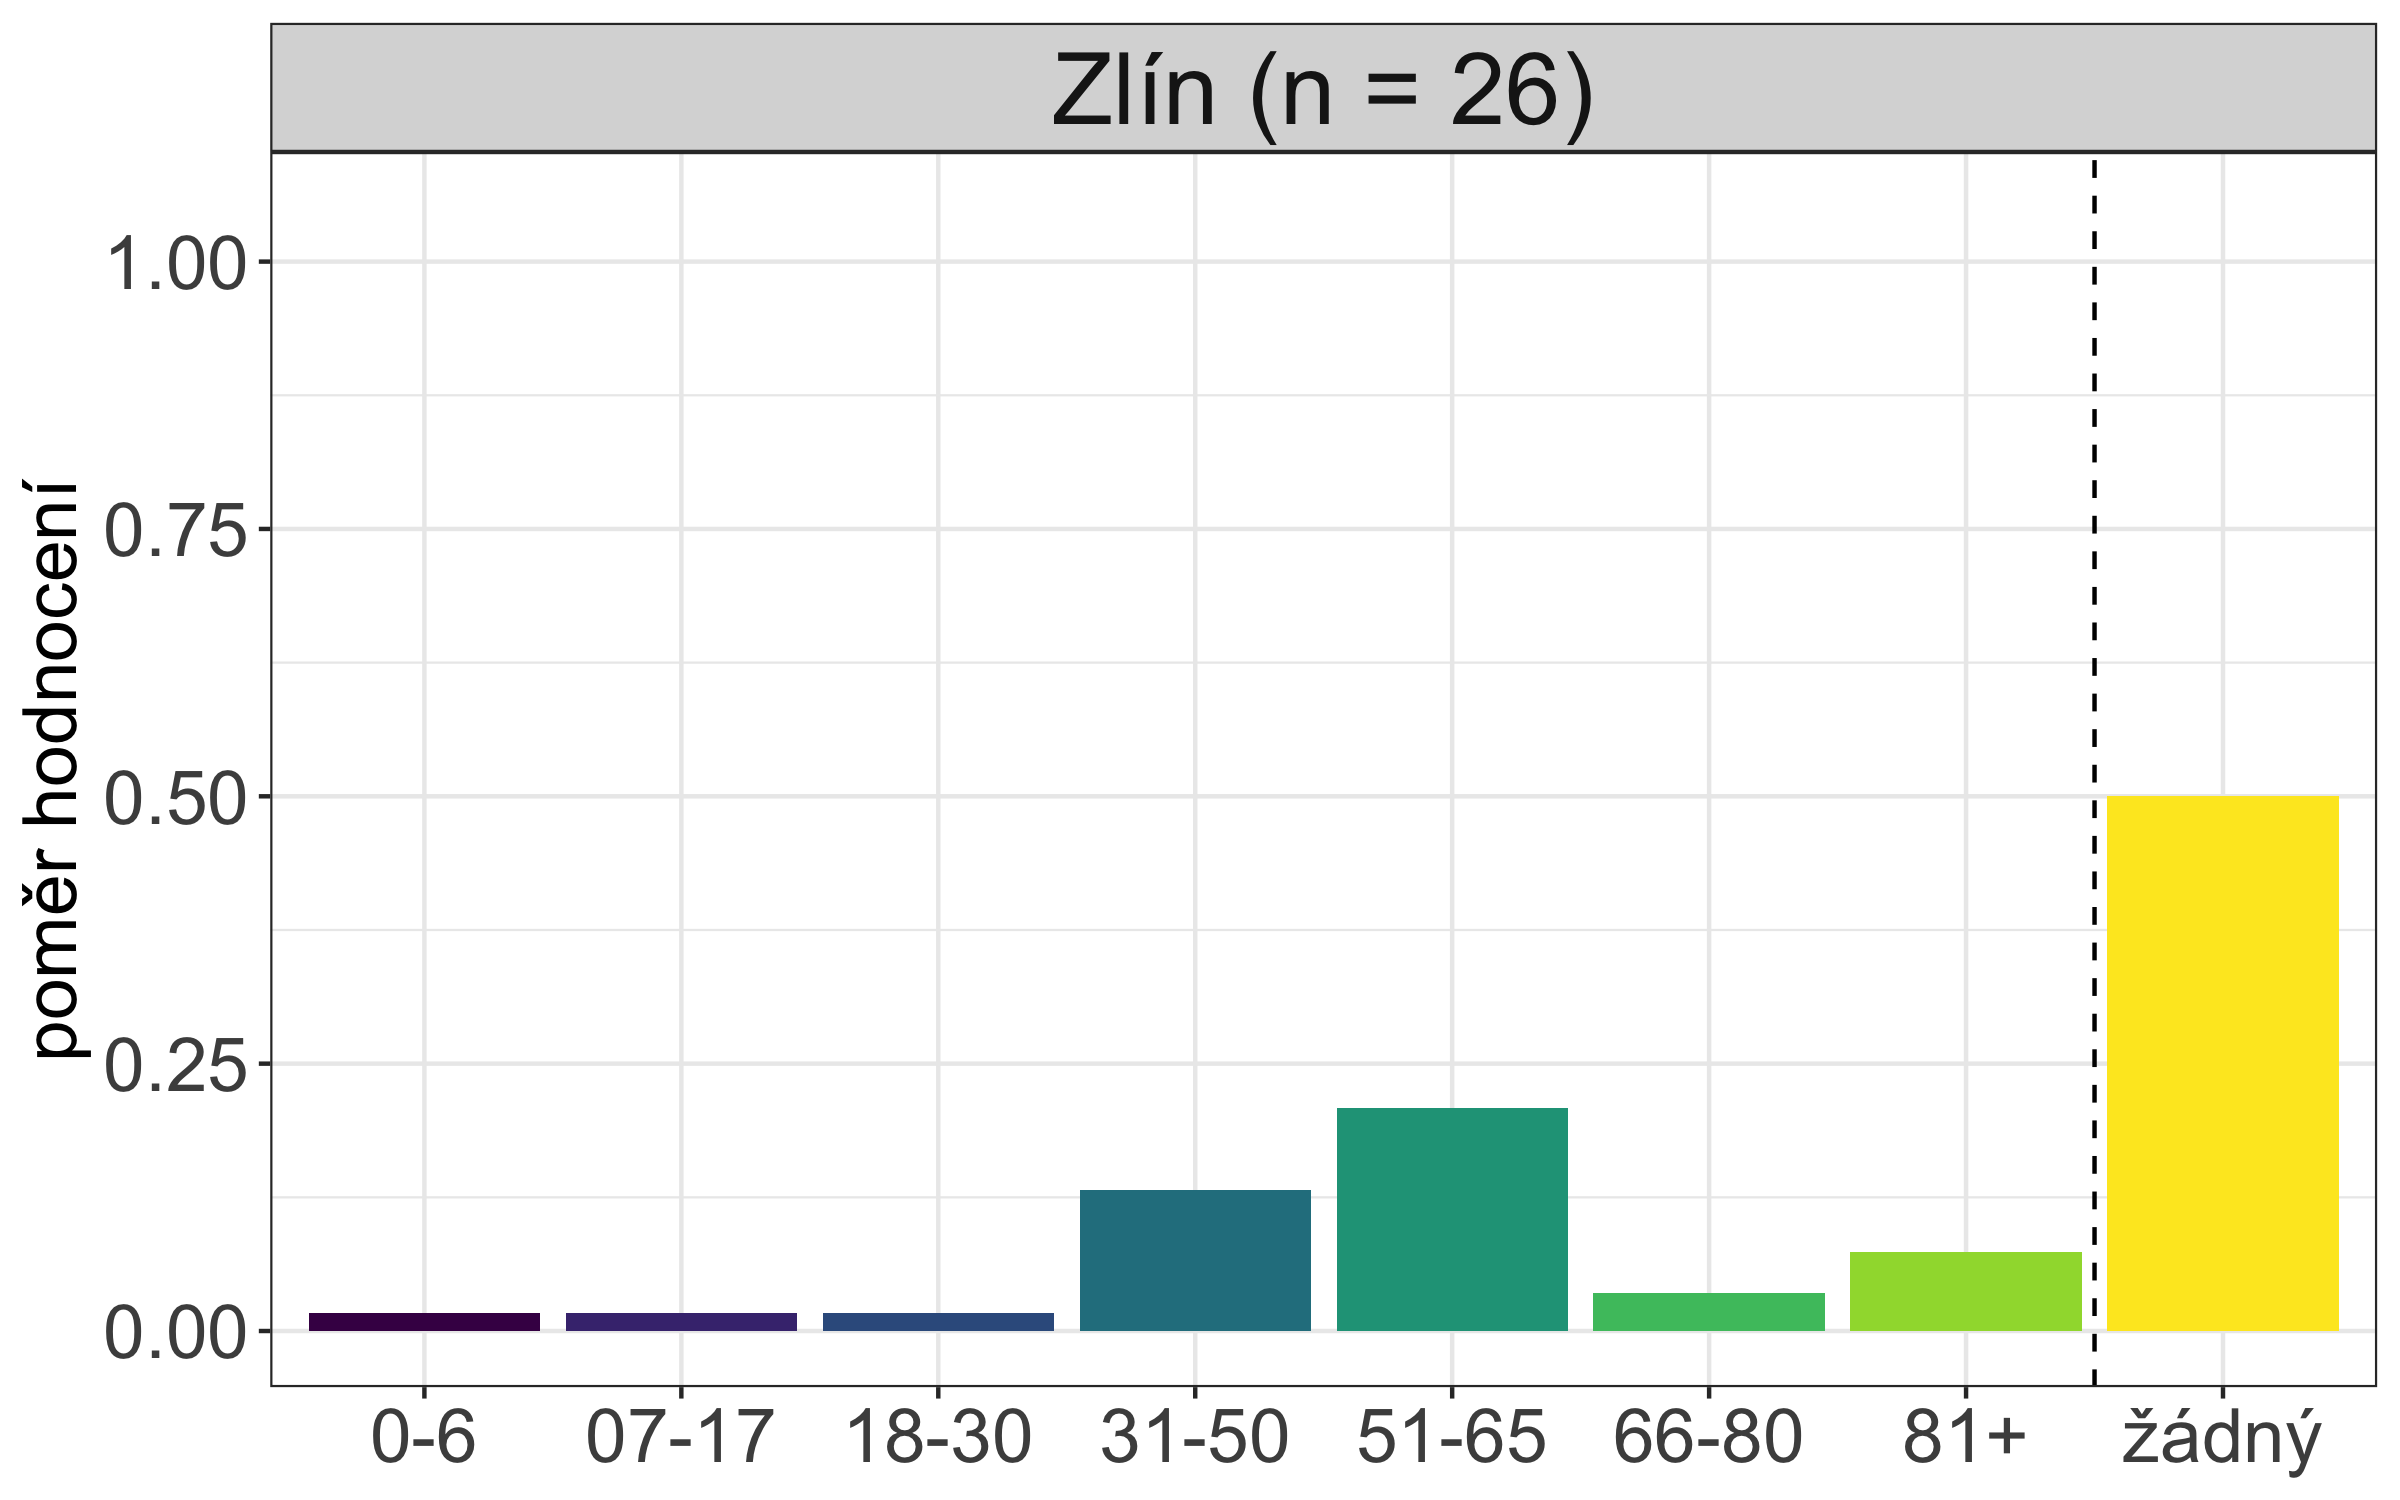 Zlín (n = 26)
poměr hodnocení
1.00
0.75
0.50
0.25
0.00
0-6 07-17 18-30 31-50 51-65 66-80 81+ žádný